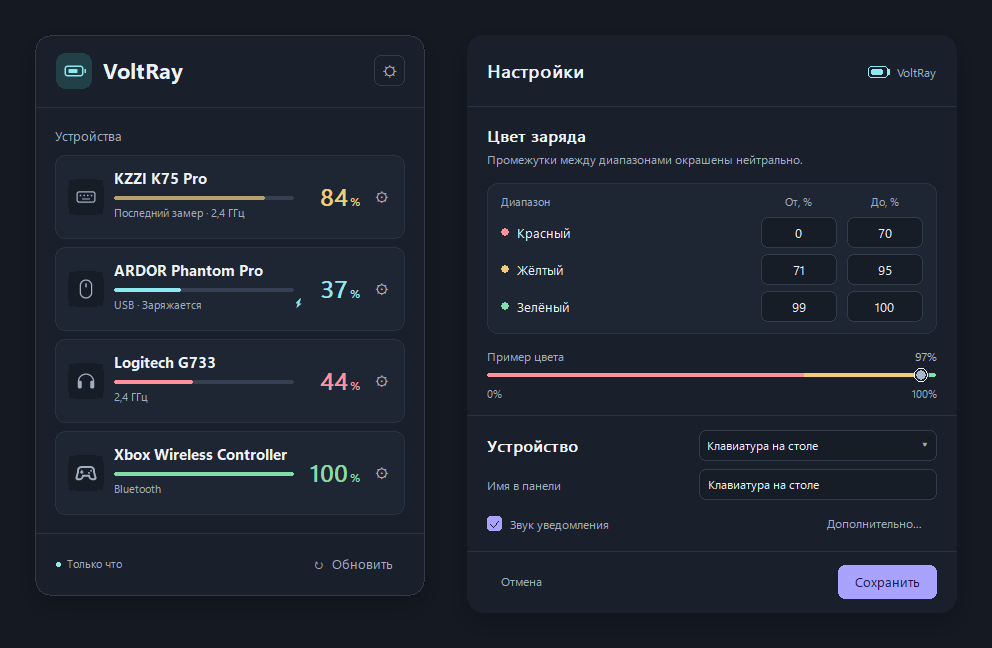 VoltRay
Устройства
KZZI K75 Pro
84%
Последний замер · 2,4 ГГц
ARDOR Phantom Pro
37%
USB · Заряжается
Logitech G733
44%
2,4 ГГц
Xbox Wireless Controller
100%
Bluetooth
Только что
Обновить
Настройки
VoltRay
Цвет заряда
Промежутки между диапазонами окрашены нейтрально.
Диапазон От, % До, %
Красный 0 70
Жёлтый 71 95
Зелёный 99 100
Пример цвета 97%
0% 100%
Устройство Клавиатура на столе
Имя в панели Клавиатура на столе
Звук уведомления Дополнительно...
Отмена Сохранить